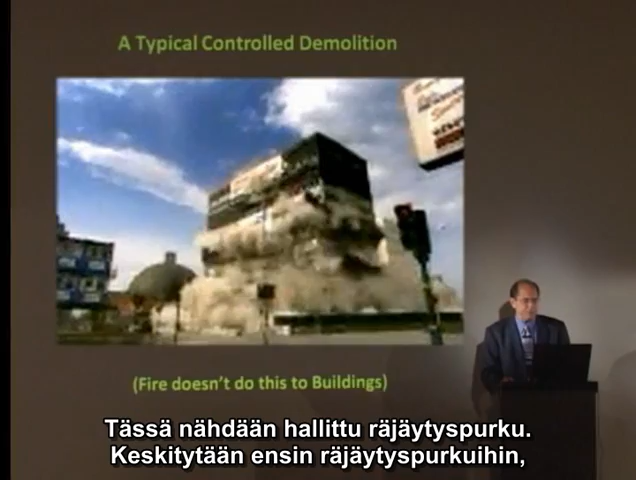 A Typical Controlled Demolition
(Fire doesn't do this to Buildings)
Tässä nähdään hallittu räjäytyspurku.
Keskitytään ensin räjäytyspurkuihin,